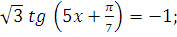 √3 tg (5x + π/7) = −1;